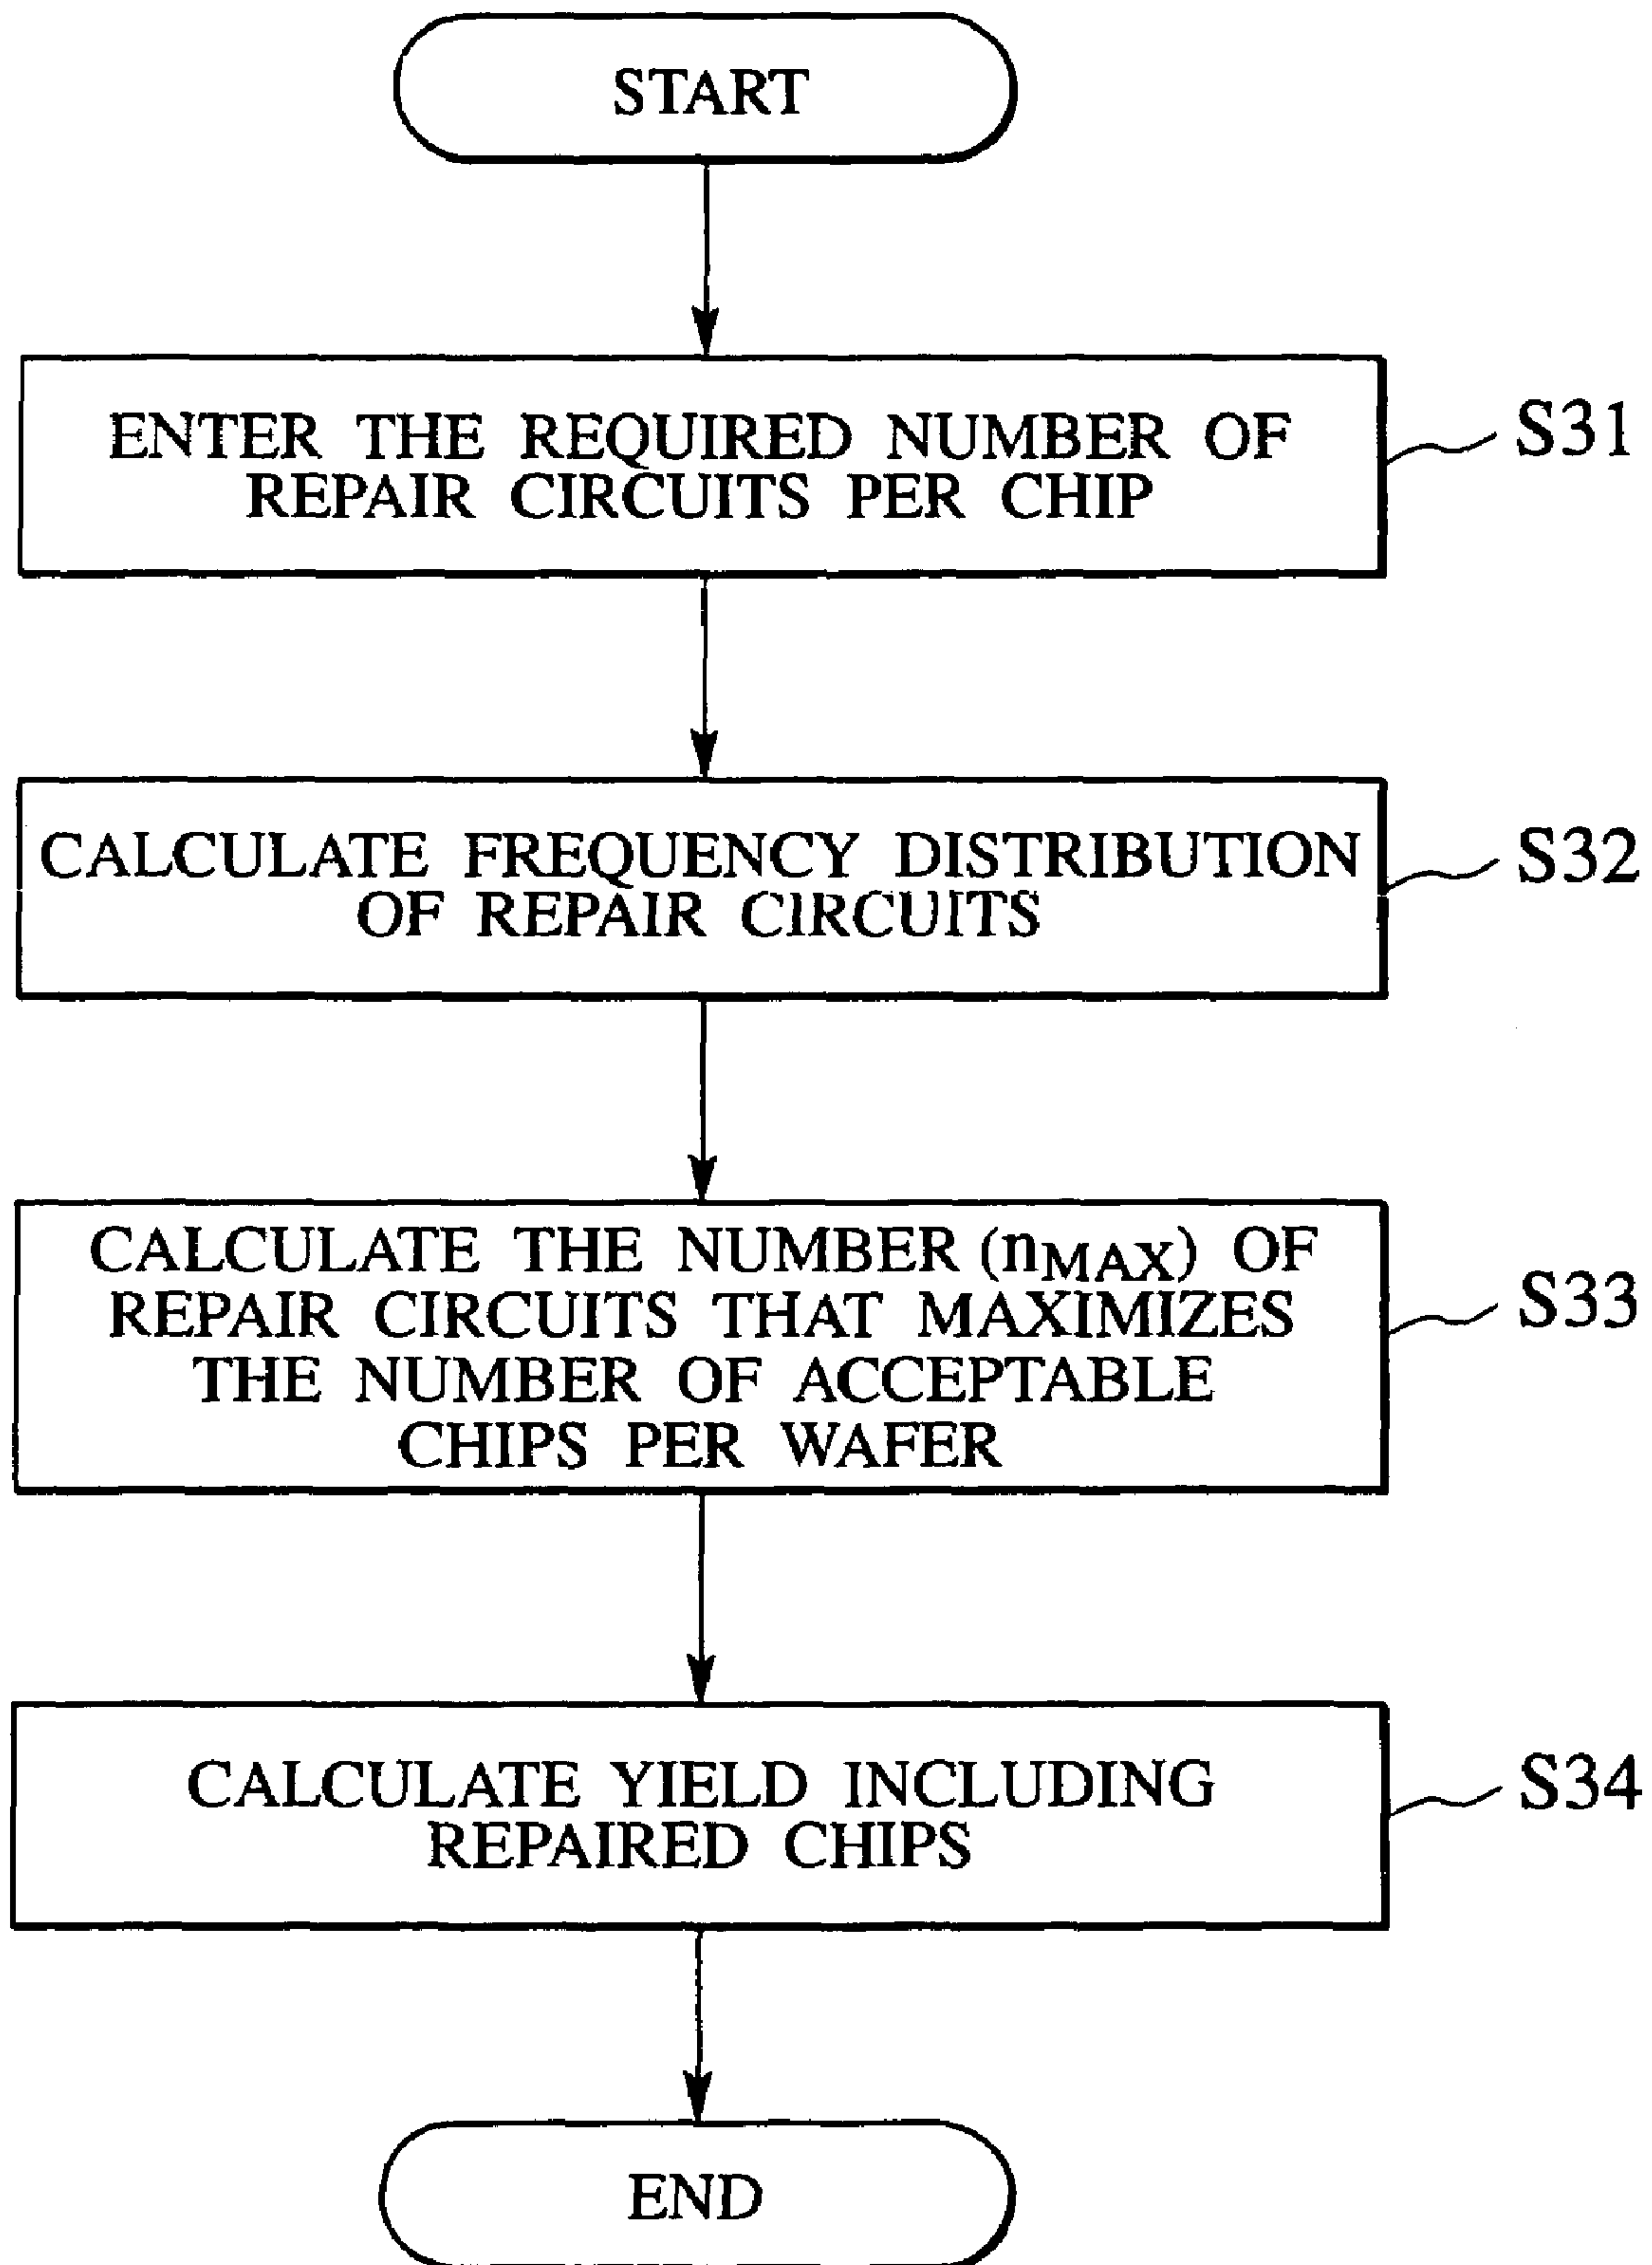 START
ENTER THE REQUIRED NUMBER OF
REPAIR CIRCUITS PER CHIP
S31
CALCULATE FREQUENCY DISTRIBUTION
OF REPAIR CIRCUITS
S32
CALCULATE THE NUMBER (nMAX) OF
REPAIR CIRCUITS THAT MAXIMIZES
THE NUMBER OF ACCEPTABLE
CHIPS PER WAFER
S33
CALCULATE YIELD INCLUDING
REPAIRED CHIPS
S34
END